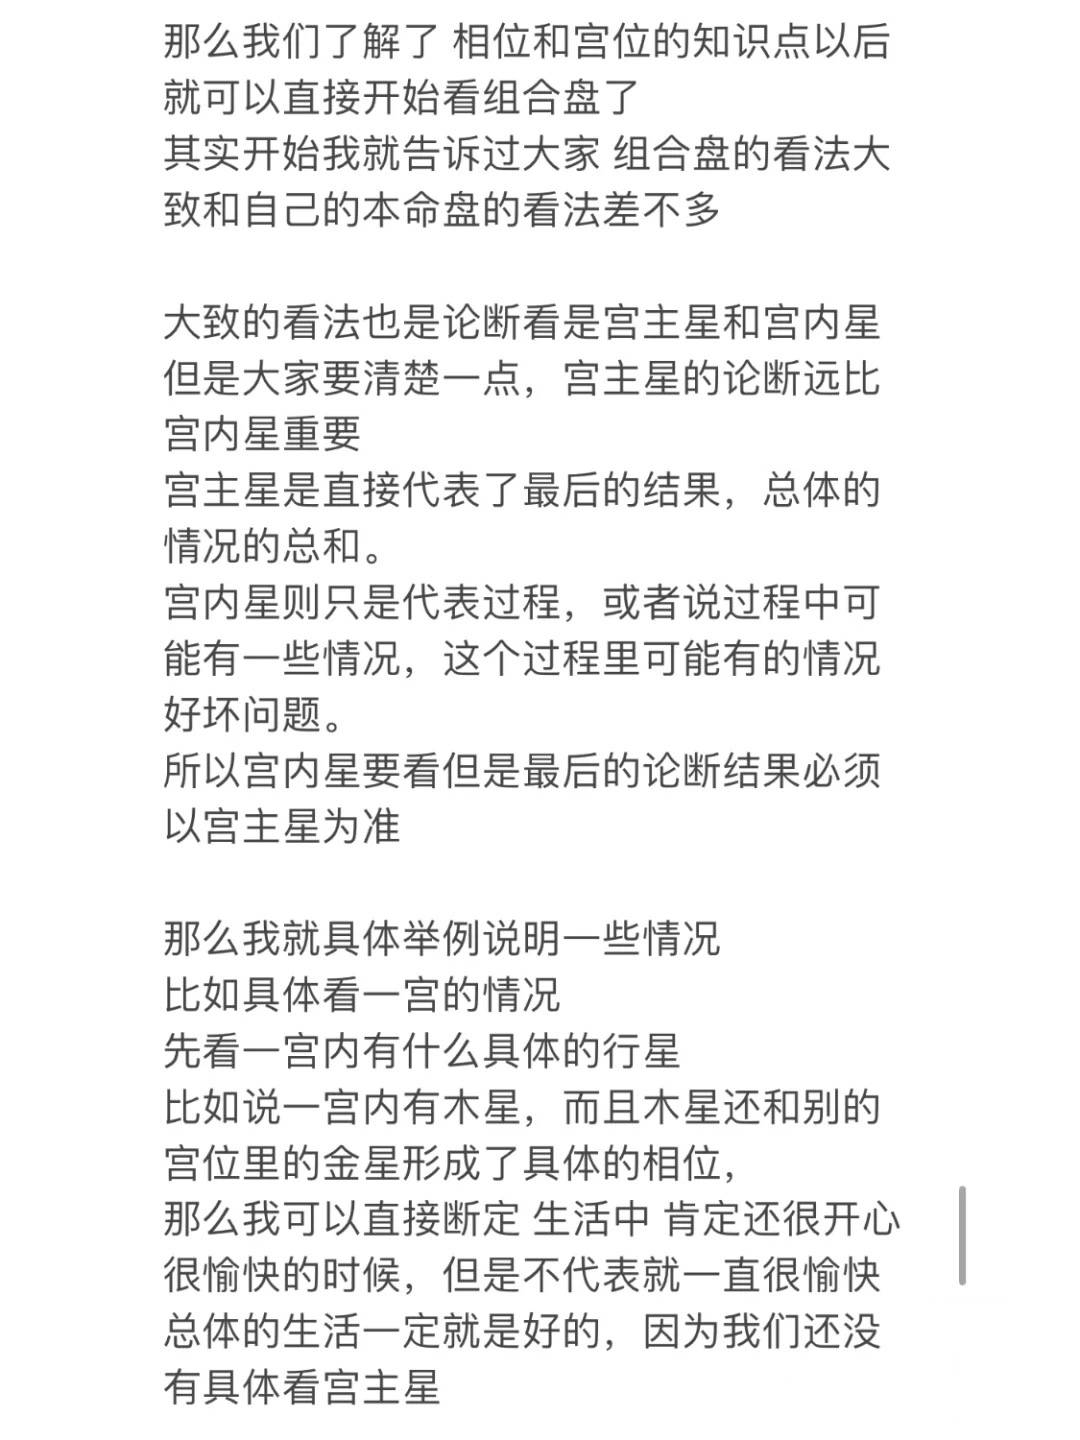 那么我们了解了 相位和宫位的知识点以后
就可以直接开始看组合盘了
其实开始我就告诉过大家 组合盘的看法大
致和自己的本命盘的看法差不多
大致的看法也是论断看是宫主星和宫内星
但是大家要清楚一点，宫主星的论断远比
宫内星重要
宫主星是直接代表了最后的结果，总体的
情况的总和。
宫内星则只是代表过程，或者说过程中可
能有一些情况，这个过程里可能有的情况
好坏问题。
所以宫内星要看但是最后的论断结果必须
以宫主星为准
那么我就具体举例说明一些情况
比如具体看一宫的情况
先看一宫内有什么具体的行星
比如说一宫内有木星，而且木星还和别的
宫位里的金星形成了具体的相位，
那么我可以直接断定 生活中 肯定还很开心
很愉快的时候，但是不代表就一直很愉快
总体的生活一定就是好的，因为我们还没
有具体看宫主星